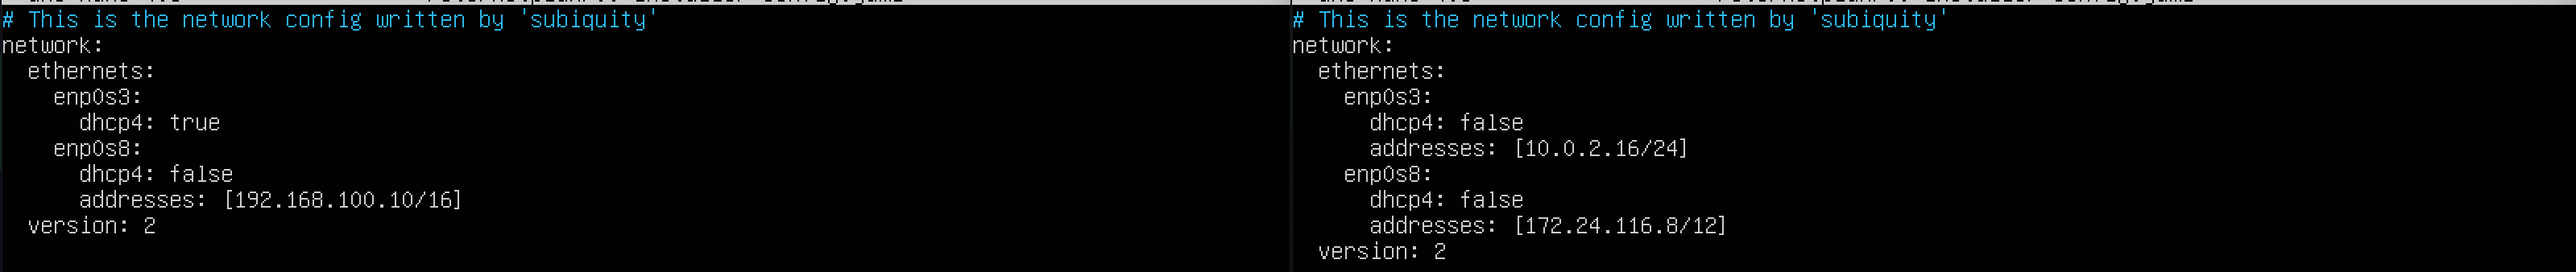 # This is the network config written by 'subiquity'
network:
  ethernets:
    enp0s3:
      dhcp4: true
    enp0s8:
      dhcp4: false
      addresses: [192.168.100.10/16]
  version: 2
# This is the network config written by 'subiquity'
network:
  ethernets:
    enp0s3:
      dhcp4: false
      addresses: [10.0.2.16/24]
    enp0s8:
      dhcp4: false
      addresses: [172.24.116.8/12]
  version: 2